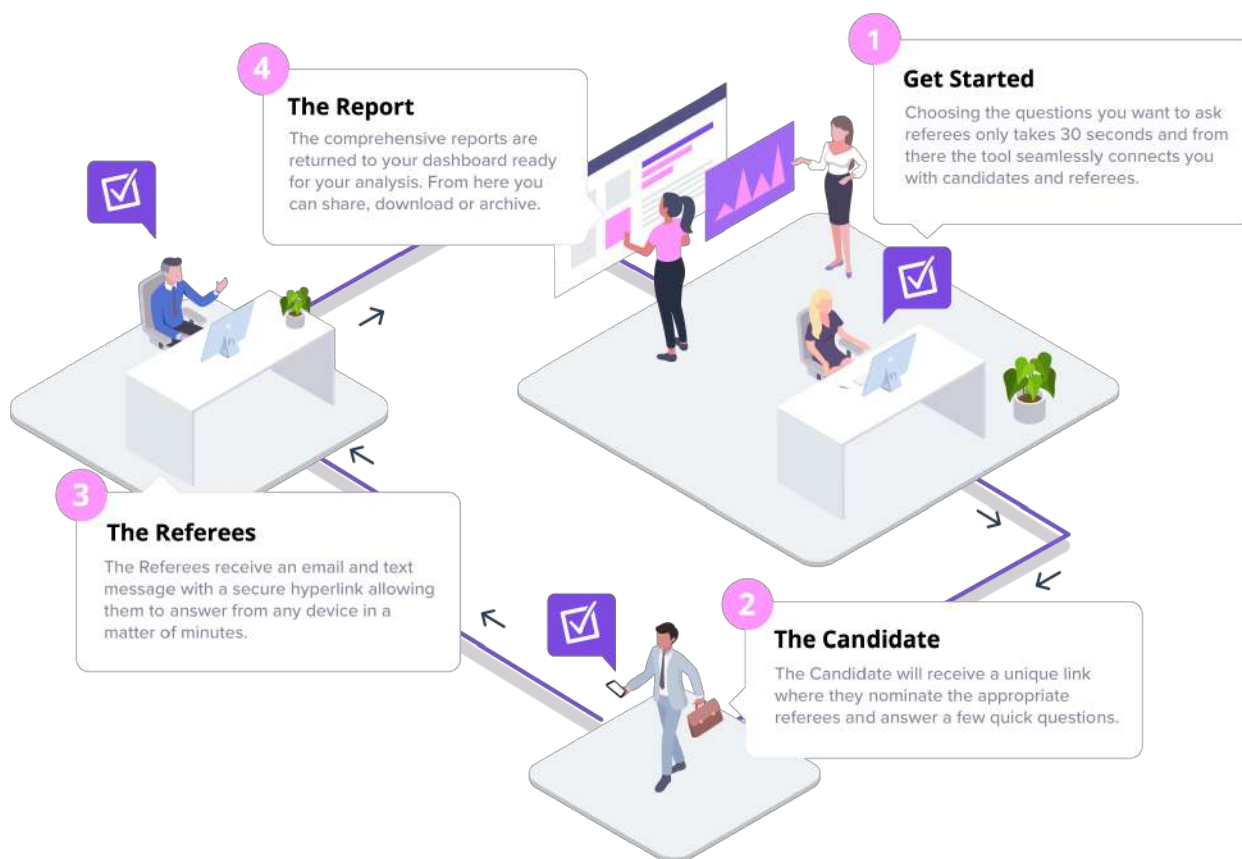 1
Get Started
Choosing the questions you want to ask
referees only takes 30 seconds and from
there the tool seamlessly connects you
with candidates and referees.
2
The Candidate
The Candidate will receive a unique link
where they nominate the appropriate
referees and answer a few quick questions.
3
The Referees
The Referees receive an email and text
message with a secure hyperlink allowing
them to answer from any device in a
matter of minutes.
4
The Report
The comprehensive reports are
returned to your dashboard ready
for your analysis. From here you
can share, download or archive.